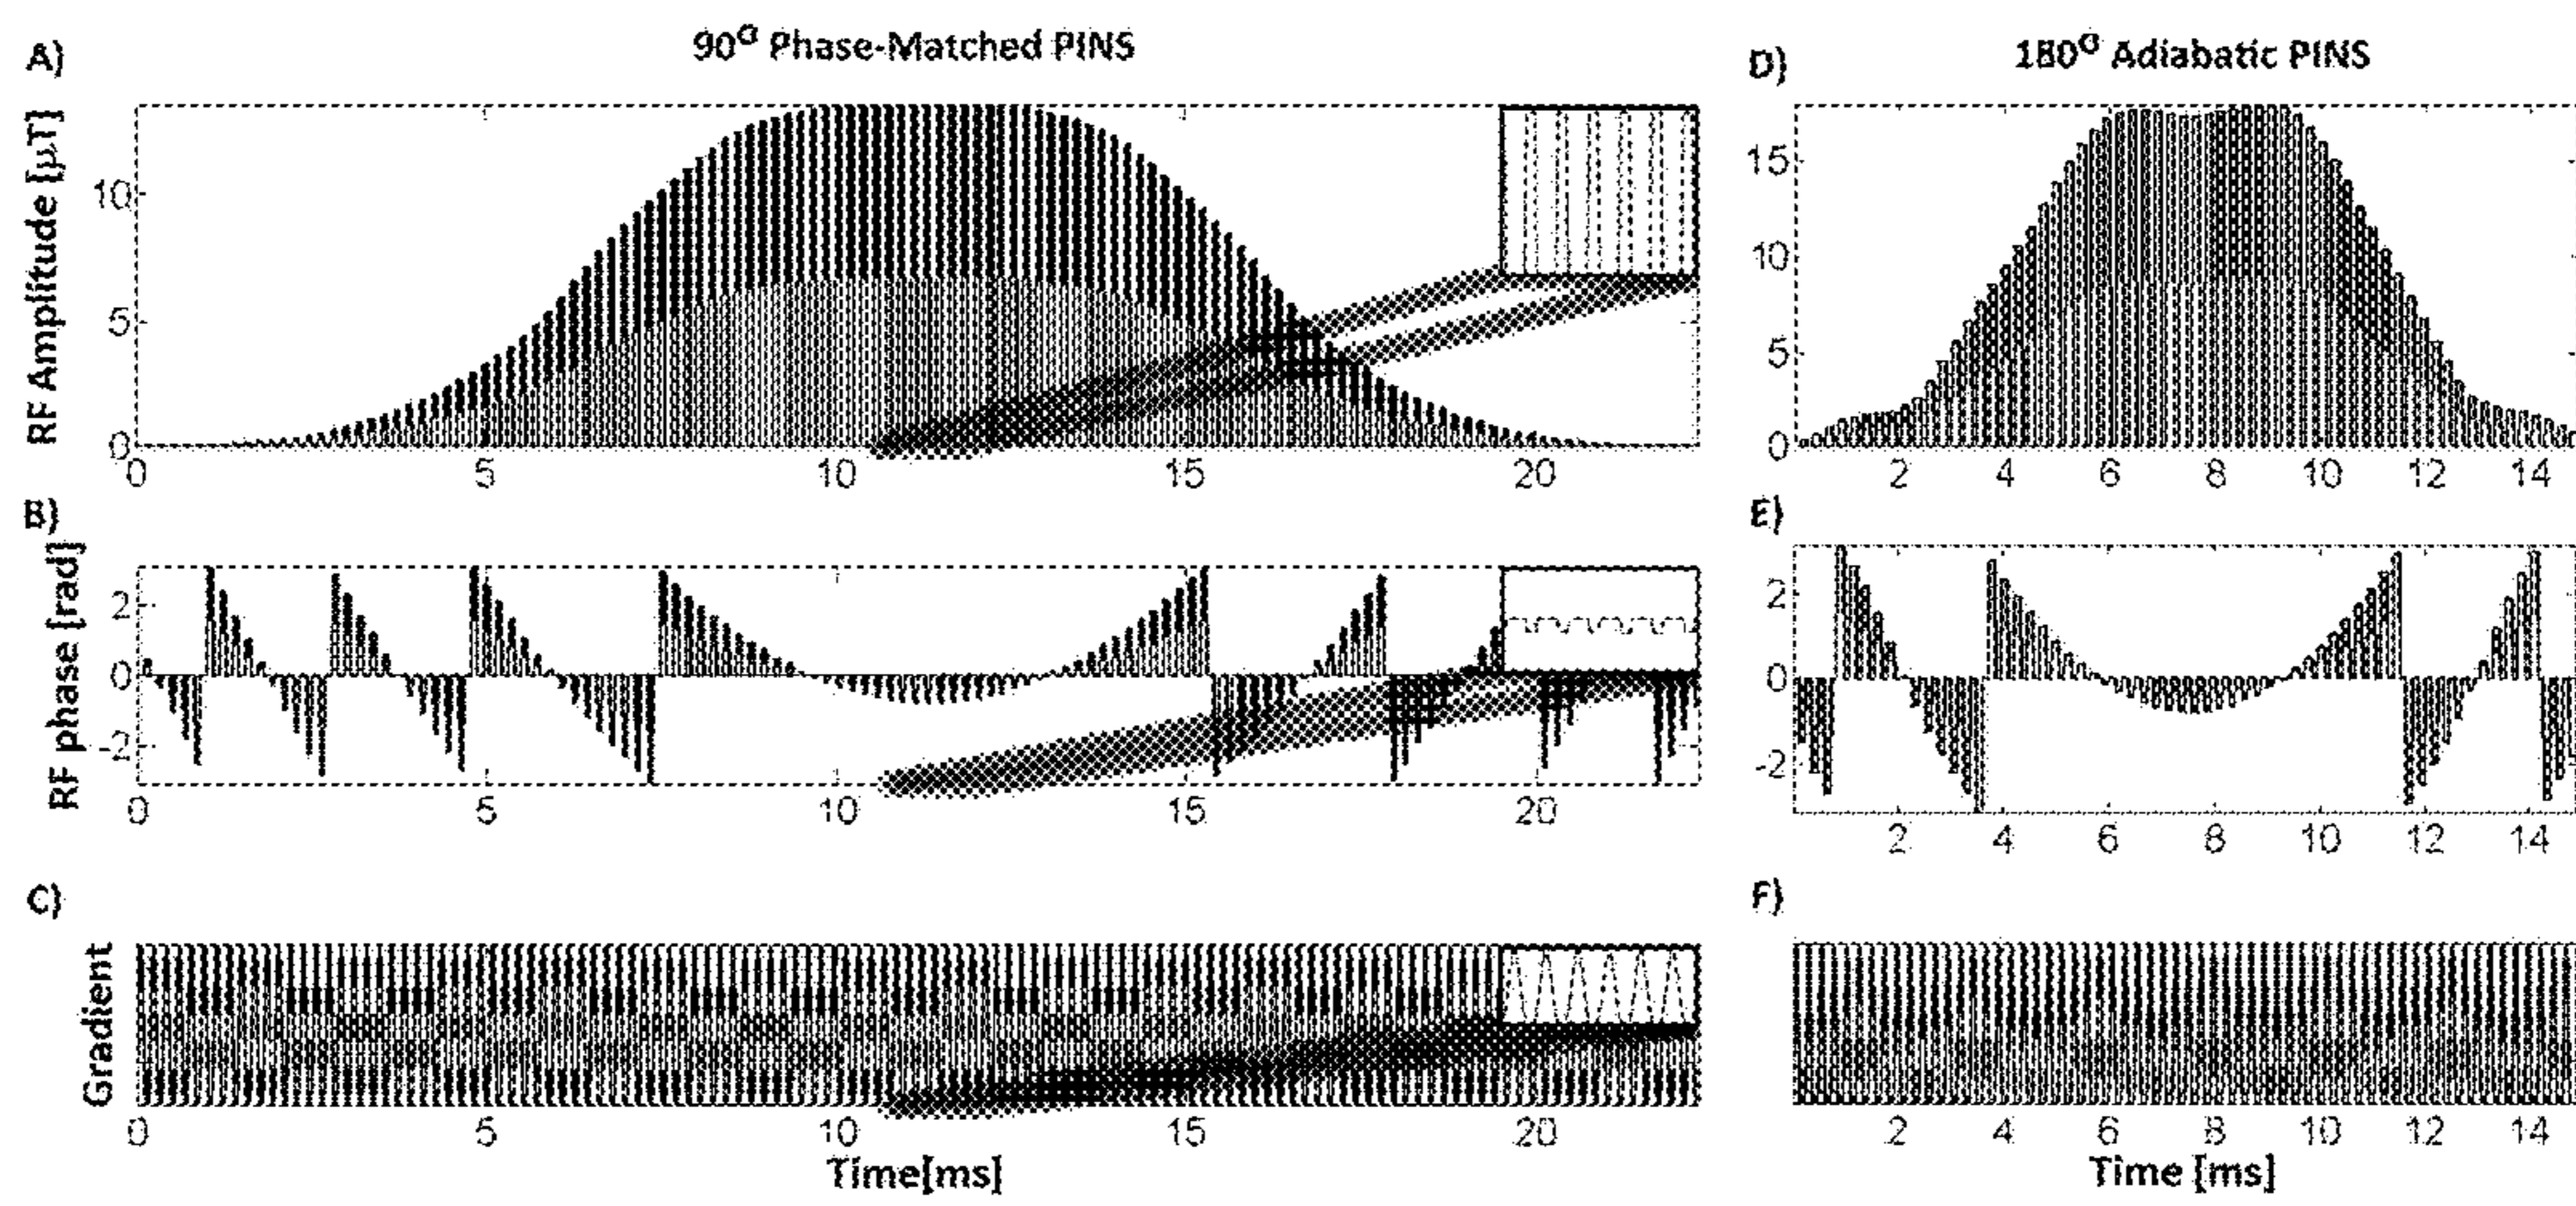 90° Phase-Matched PINS
180° Adiabatic PINS
A)
RF Amplitude [µT]
10
5
0
0 5 10 15 20
D)
15
10
5
0
2 4 6 8 10 12 14
B)
RF phase [rad]
2
0
-2
0 5 10 15 20
E)
2
0
-2
2 4 6 8 10 12 14
C)
Gradient
0 5 10 15 20
Time[ms]
F)
2 4 6 8 10 12 14
Time [ms]